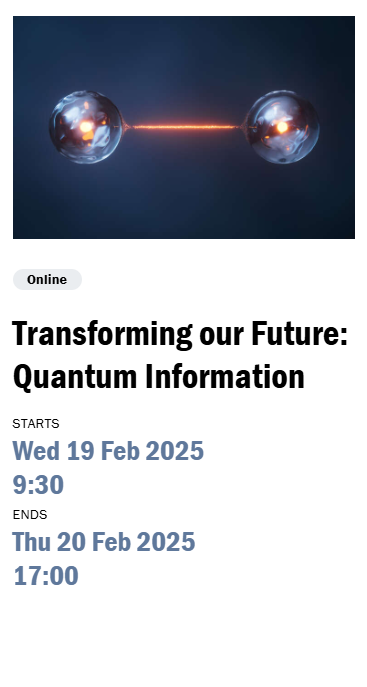 Online
Transforming our Future:
Quantum Information
STARTS
Wed 19 Feb 2025
9:30
ENDS
Thu 20 Feb 2025
17:00